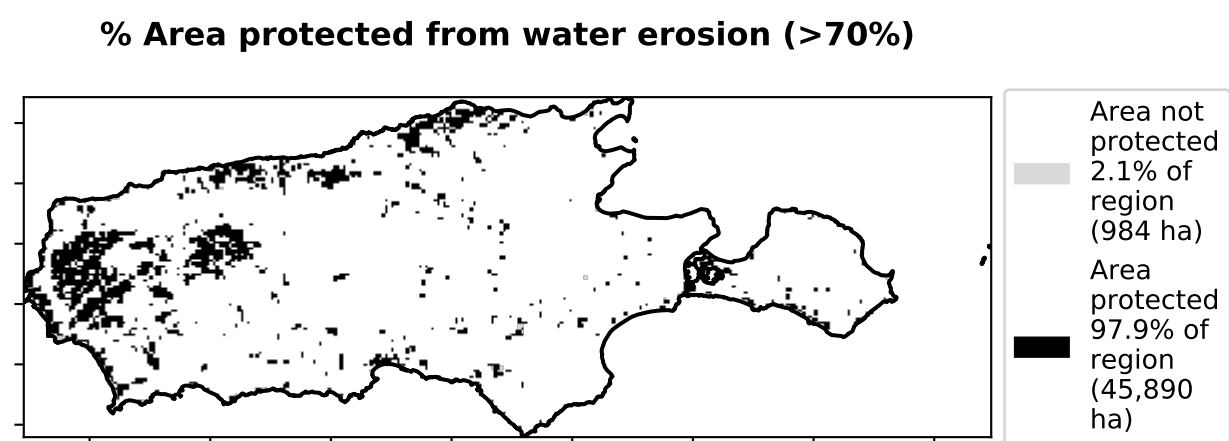 % Area protected from water erosion (>70%)
Area not
protected
2.1% of
region
(984 ha)
Area
protected
97.9% of
region
(45,890
ha)